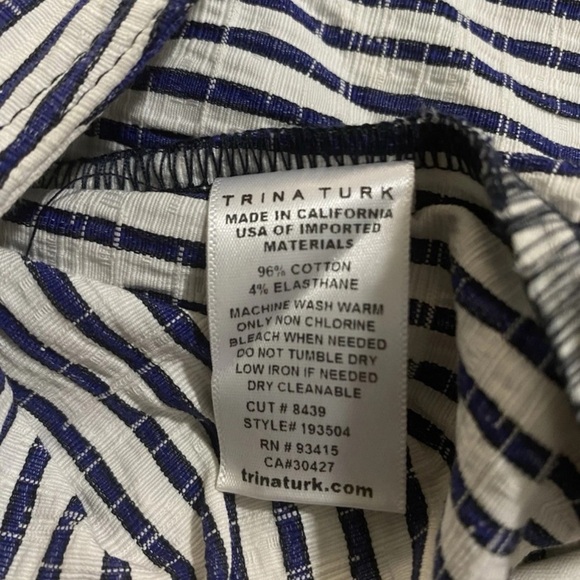 TRINA TURK
MADE IN CALIFORNIA
USA OF IMPORTED
MATERIALS
96% COTTON
4% ELASTHANE
MACHINE WASH WARM
ONLY NON CHLORINE
BLEACH WHEN NEEDED
DO NOT TUMBLE DRY
LOW IRON IF NEEDED
DRY CLEANABLE
CUT # 8439
STYLE# 193504
RN # 93415
CA#30427
trinaturk.com